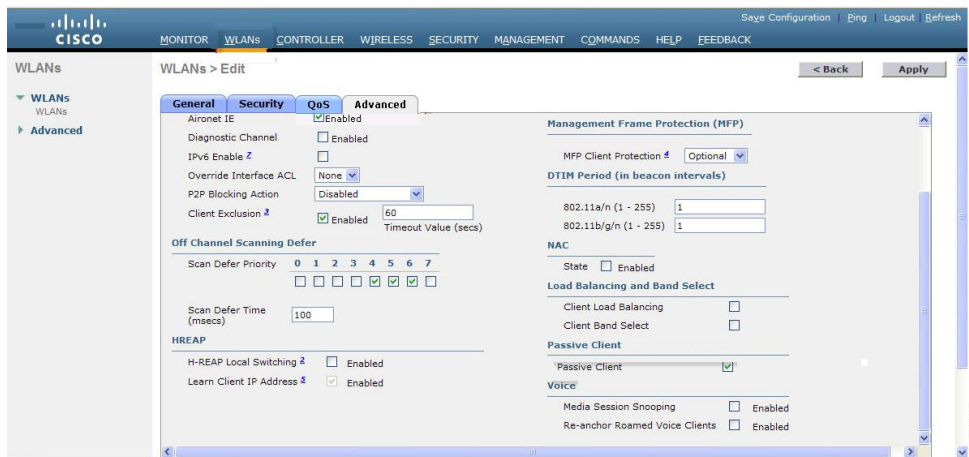 Save Configuration | Ping | Logout | Refresh
CISCO
MONITOR WLANs CONTROLLER WIRELESS SECURITY MANAGEMENT COMMANDS HELP FEEDBACK
WLANs
WLANs
WLANs
Advanced
WLANs > Edit
< Back
Apply
General Security QoS Advanced
Aironet IE Enabled
Diagnostic Channel Enabled
IPv6 Enable 7
Override Interface ACL None
P2P Blocking Action Disabled
Client Exclusion 3 Enabled 60
Timeout Value (secs)
Off Channel Scanning Defer
Scan Defer Priority 0 1 2 3 4 5 6 7
Scan Defer Time (msecs) 100
HREAP
H-REAP Local Switching 2 Enabled
Learn Client IP Address 5 Enabled
Management Frame Protection (MFP)
MFP Client Protection 4 Optional
DTIM Period (in beacon intervals)
802.11a/n (1 - 255) 1
802.11b/g/n (1 - 255) 1
NAC
State Enabled
Load Balancing and Band Select
Client Load Balancing
Client Band Select
Passive Client
Passive Client
Voice
Media Session Snooping Enabled
Re-anchor Roamed Voice Clients Enabled